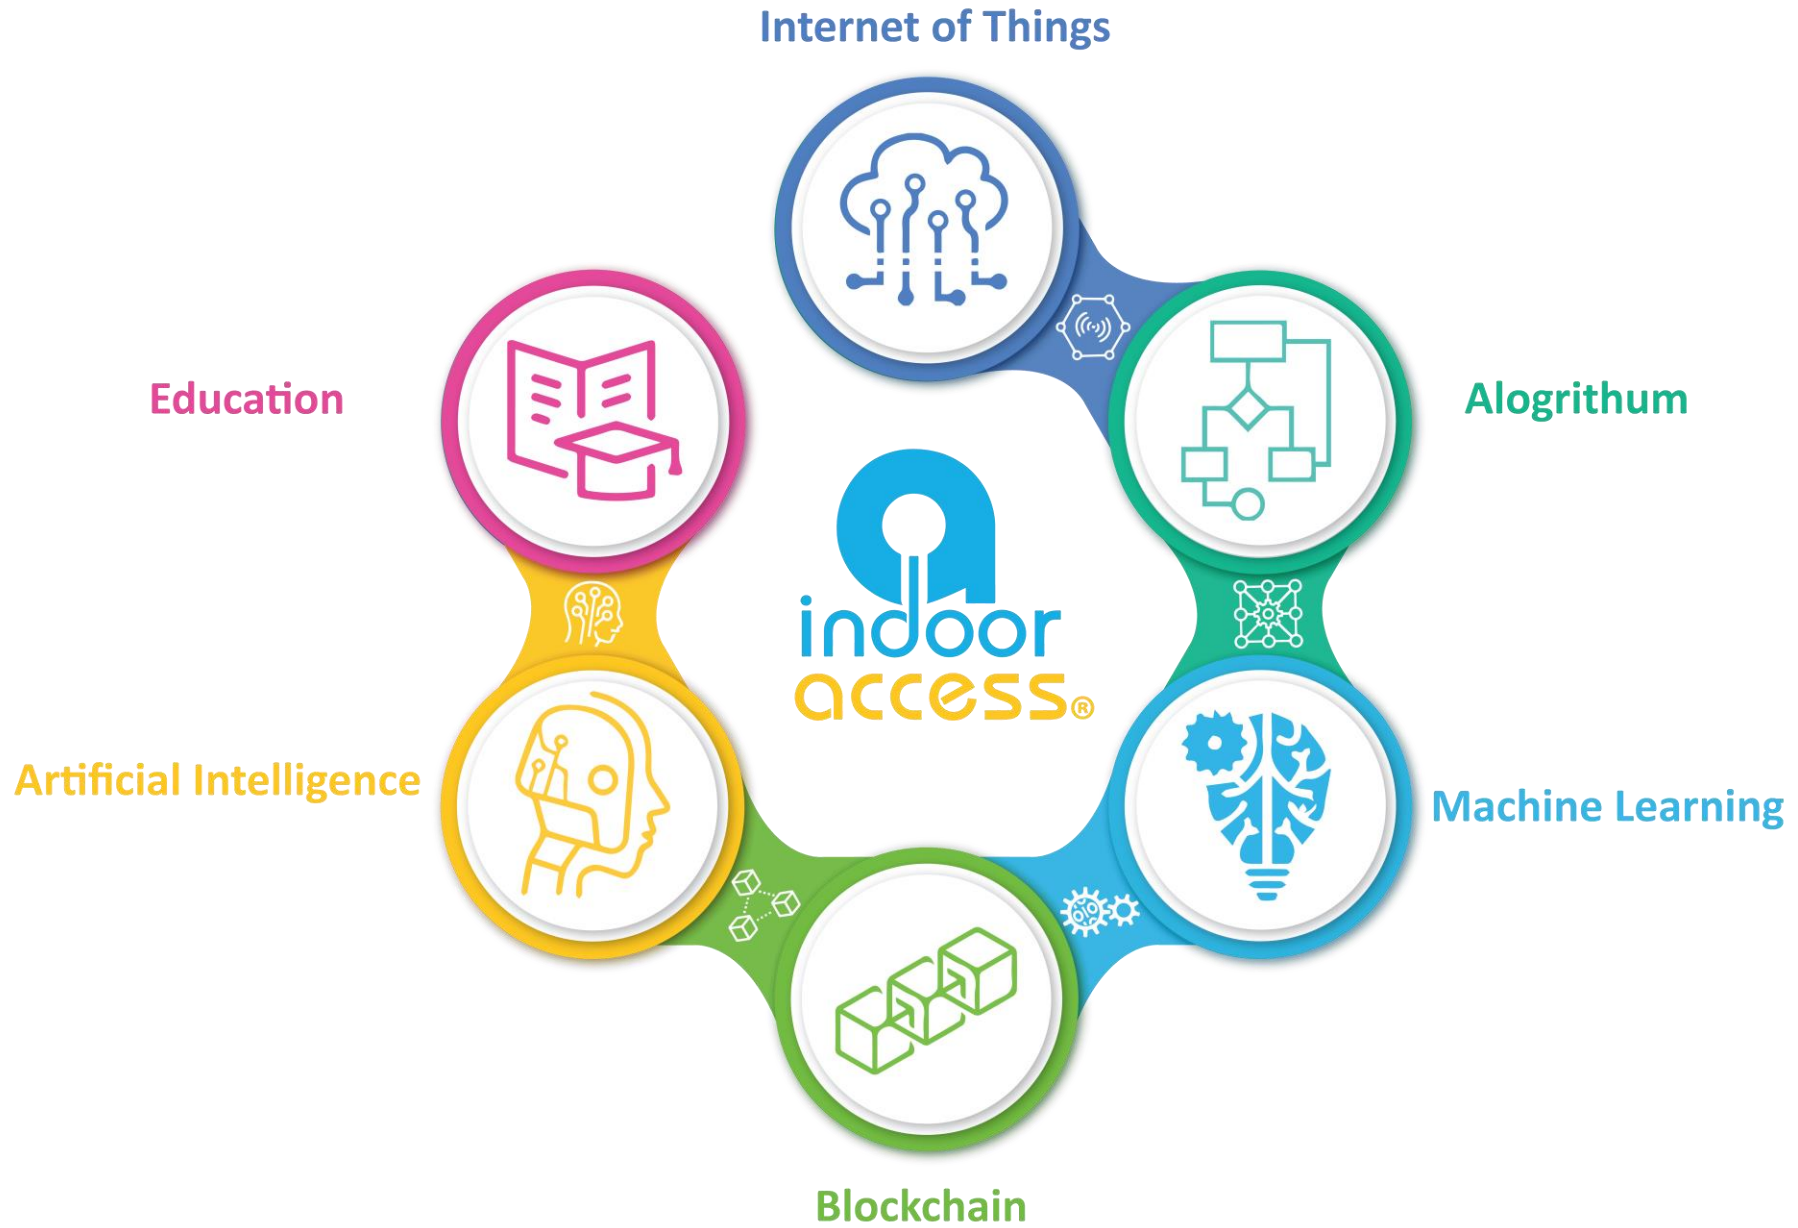 Internet of Things
Education
Alogrithum
indoor
access®
Artificial Intelligence
Machine Learning
Blockchain